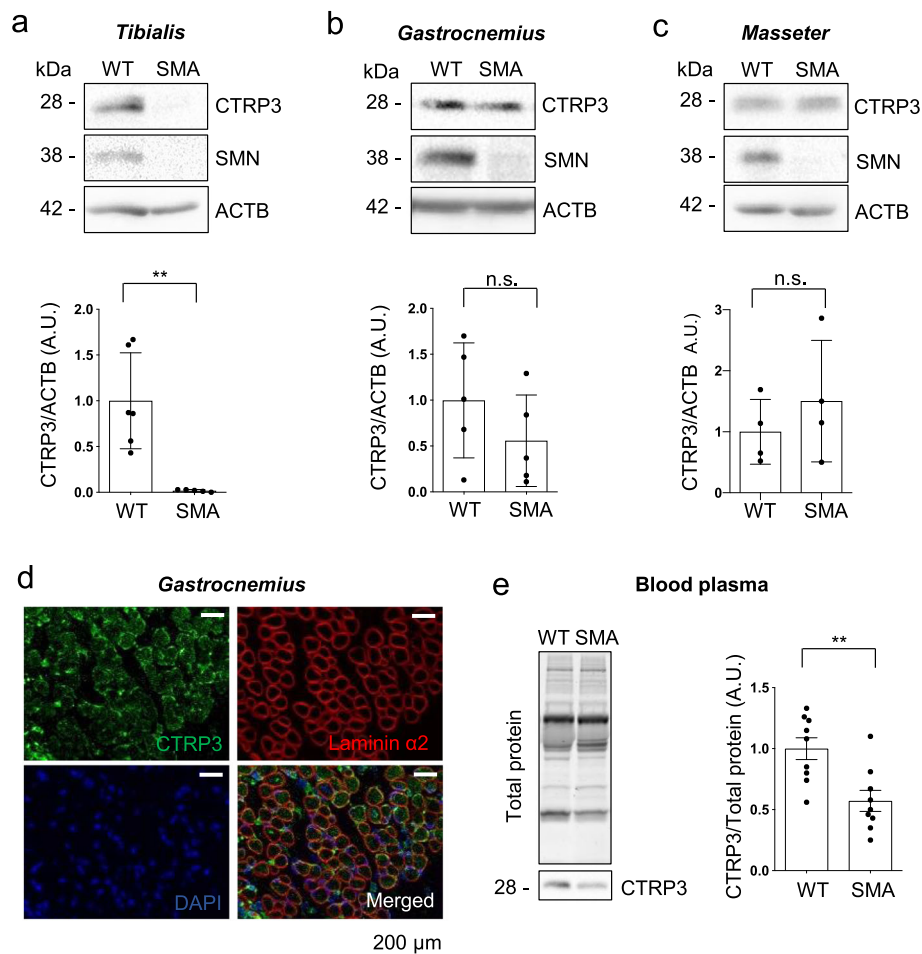 a
Tibialis
kDa
WT SMA
28 - CTRP3
38 - SMN
42 - ACTB
**
CTRP3/ACTB (A.U.)
2.0
1.5
1.0
0.5
0.0
WT SMA
b
Gastrocnemius
kDa
WT SMA
28 - CTRP3
38 - SMN
42 - ACTB
n.s.
CTRP3/ACTB (A.U.)
2.0
1.5
1.0
0.5
0.0
WT SMA
c
Masseter
kDa
WT SMA
28 - CTRP3
38 - SMN
42 - ACTB
n.s.
CTRP3/ACTB A.U.)
3
2
1
0
WT SMA
d
Gastrocnemius
CTRP3
Laminin α2
DAPI
Merged
200 μm
e
Blood plasma
WT SMA
Total protein
28 - CTRP3
**
CTRP3/Total protein (A.U.)
1.5
1.0
0.5
0.0
WT SMA